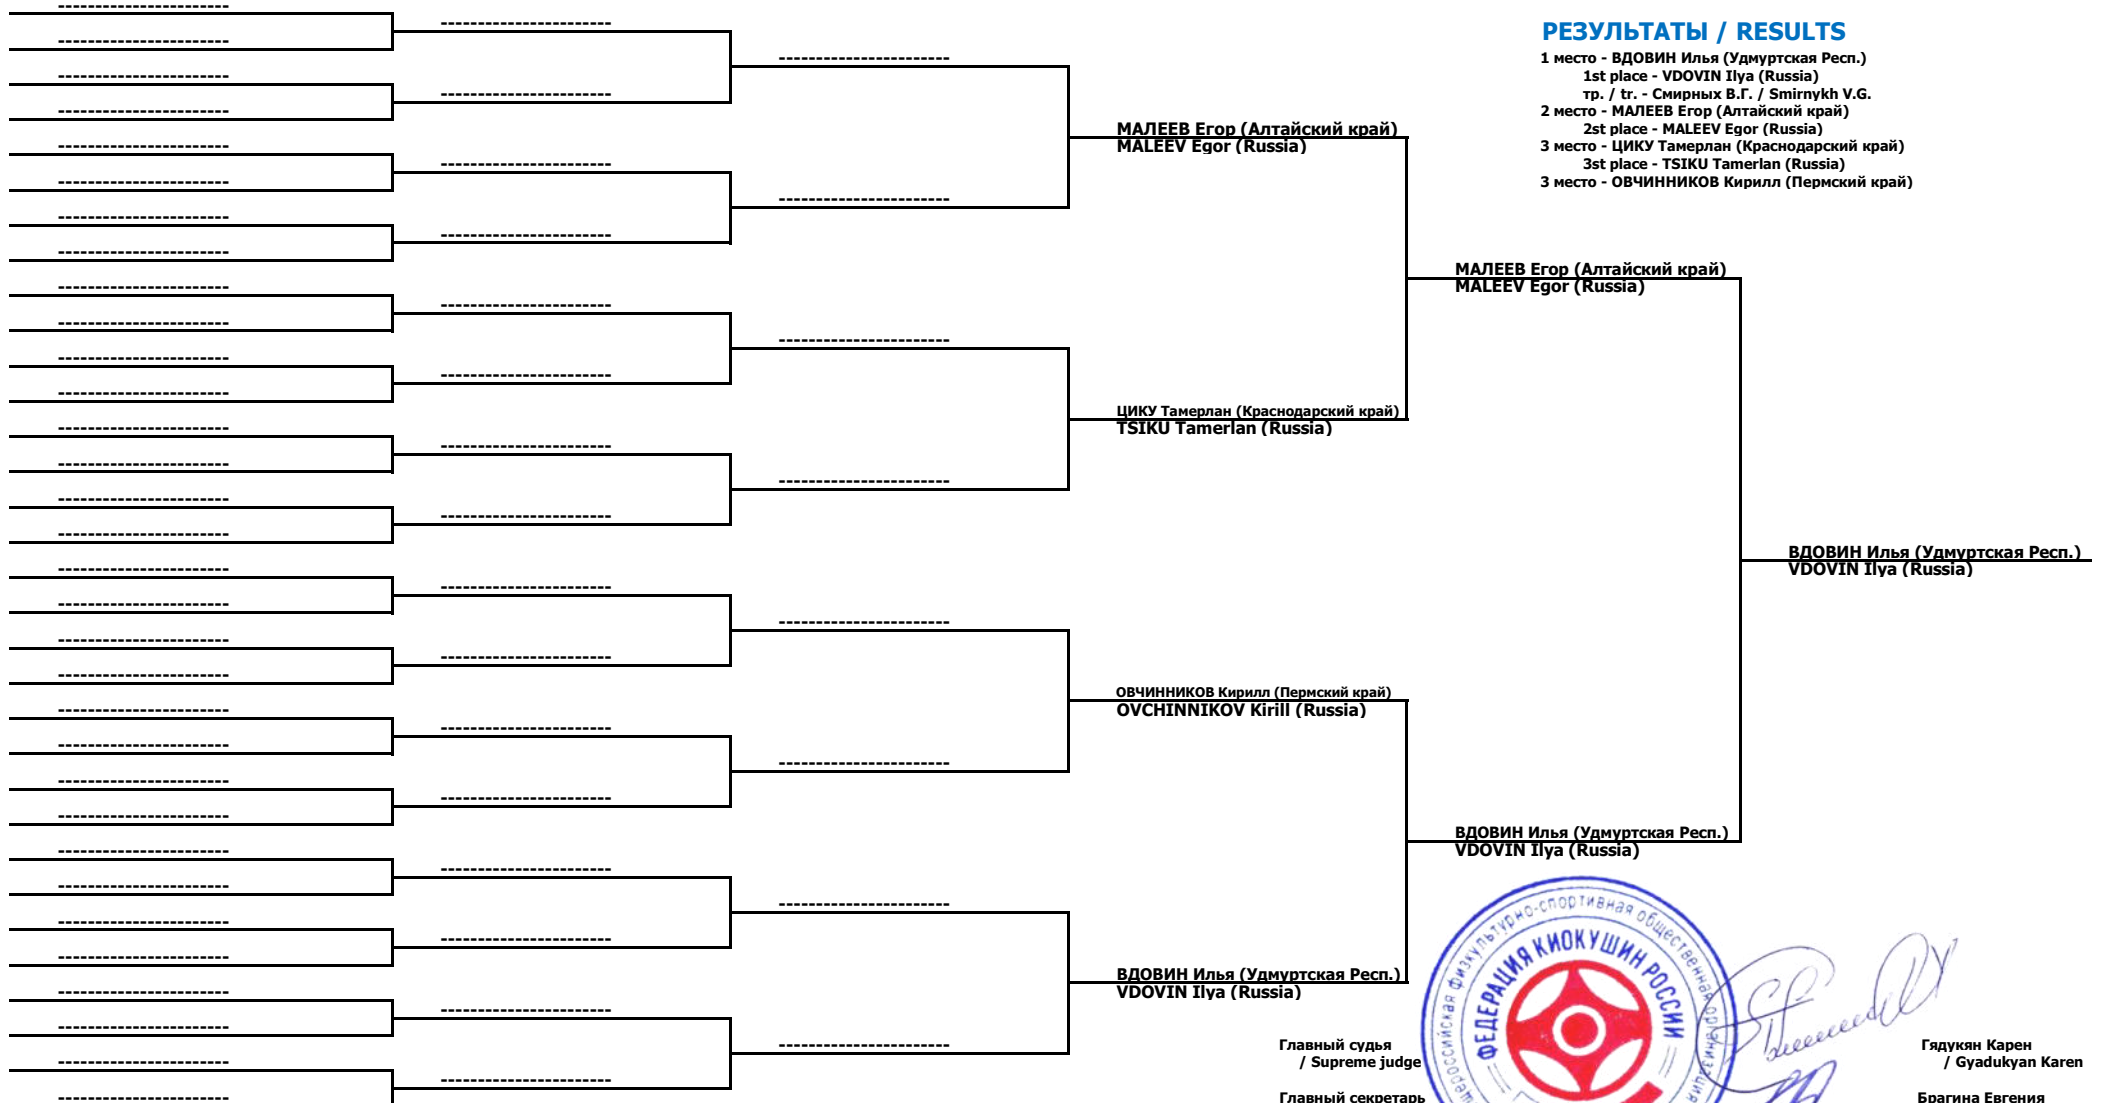 РЕЗУЛЬТАТЫ / RESULTS
1 место - ВДОВИН Илья (Удмуртская Респ.)
1st place - VDOVIN Ilya (Russia)
тр. / tr. - Смирных В.Г. / Smirnykh V.G.
2 место - МАЛЕЕВ Егор (Алтайский край)
2st place - MALEEV Egor (Russia)
3 место - ЦИКУ Тамерлан (Краснодарский край)
3st place - TSIKU Tamerlan (Russia)
3 место - ОВЧИННИКОВ Кирилл (Пермский край)
МАЛЕЕВ Егор (Алтайский край)
MALEEV Egor (Russia)
МАЛЕЕВ Егор (Алтайский край)
MALEEV Egor (Russia)
ЦИКУ Тамерлан (Краснодарский край)
TSIKU Tamerlan (Russia)
ВДОВИН Илья (Удмуртская Респ.)
VDOVIN Ilya (Russia)
ОВЧИННИКОВ Кирилл (Пермский край)
OVCHINNIKOV Kirill (Russia)
ВДОВИН Илья (Удмуртская Респ.)
VDOVIN Ilya (Russia)
ВДОВИН Илья (Удмуртская Респ.)
VDOVIN Ilya (Russia)
физкультурно-спортивная общественная организация
ФЕДЕРАЦИЯ КИОКУШИН РОССИИ
Главный судья
/ Supreme judge
Гядукян Карен
/ Gyadukyan Karen
Главный секретарь
Брагина Евгения